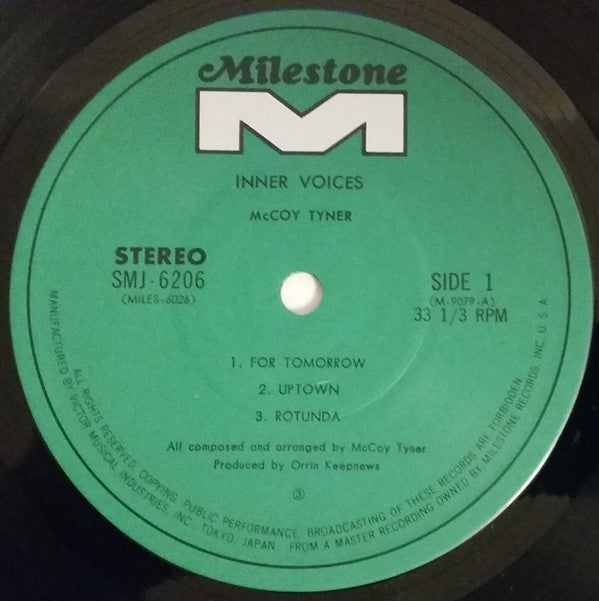 Milestone
M
INNER VOICES
McCOY TYNER
STEREO
SMJ-6206
(MILES-6026)
SIDE 1
(M-9079-A)
33 1/3 RPM
1. FOR TOMORROW
2. UPTOWN
3. ROTUNDA
All composed and arranged by McCoy Tyner
Produced by Orrin Keepnews
③
ALL RIGHTS RESERVED, COPYING, PUBLIC PERFORMANCE, BROADCASTING OF THESE RECORDS ARE FORBIDDEN
MANUFACTURED BY VICTOR MUSICAL INDUSTRIES, INC., TOKYO, JAPAN FROM A MASTER RECORDING OWNED BY MILESTONE RECORDS, INC., U.S.A.